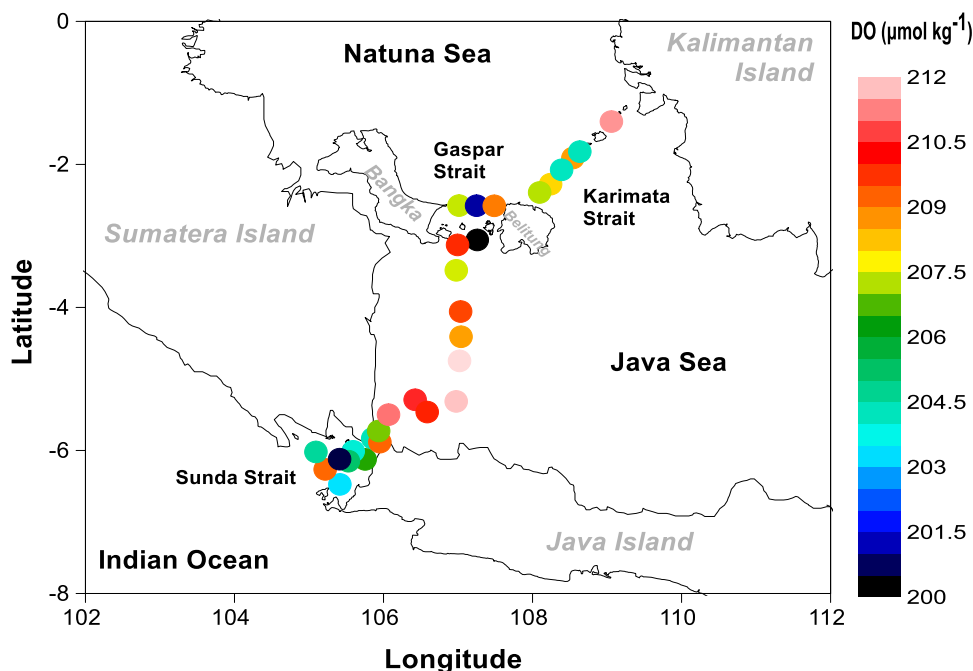 DO (µmol kg-1)
0
Natuna Sea
Kalimantan
Island
212
Gaspar
Strait
210.5
-2
Bangka
Karimata
Strait
Belitung
209
Sumatera Island
207.5
Latitude
-4
206
Java Sea
204.5
-6
Sunda Strait
203
Java Island
201.5
Indian Ocean
-8
200
102
104
106
108
110
112
Longitude